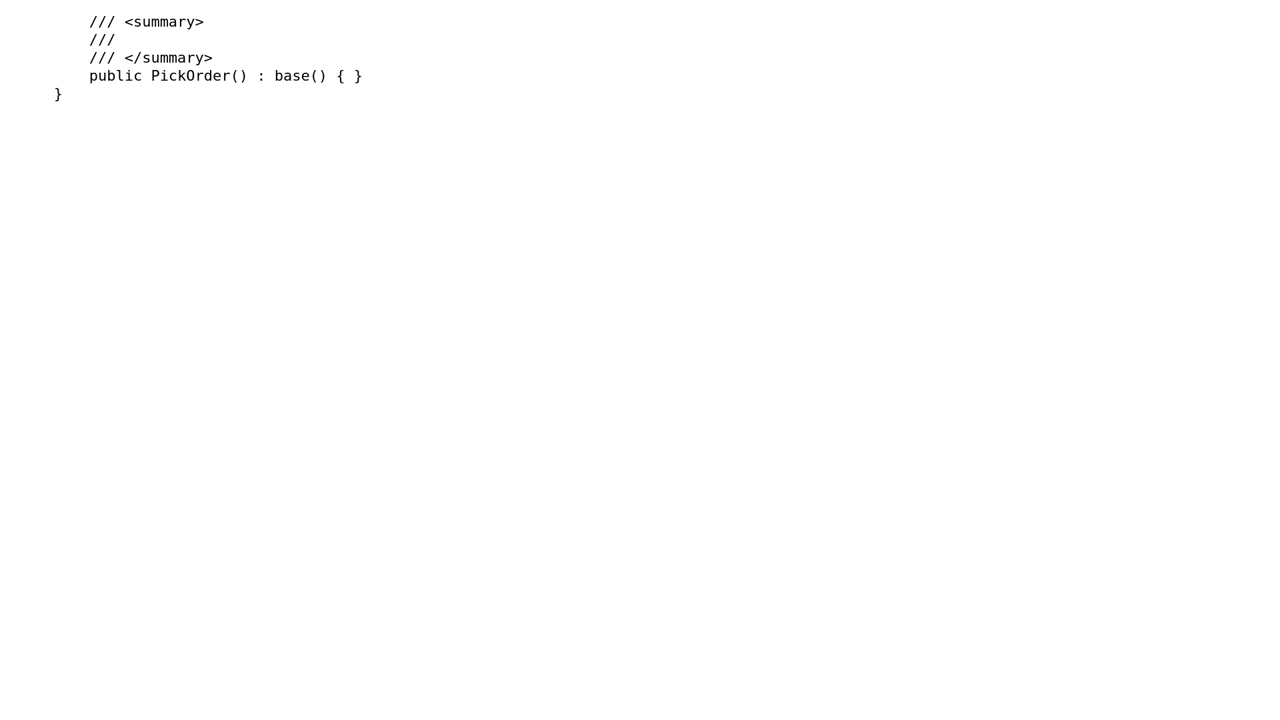 /// <summary>
    ///
    /// </summary>
    public PickOrder() : base() { }
}